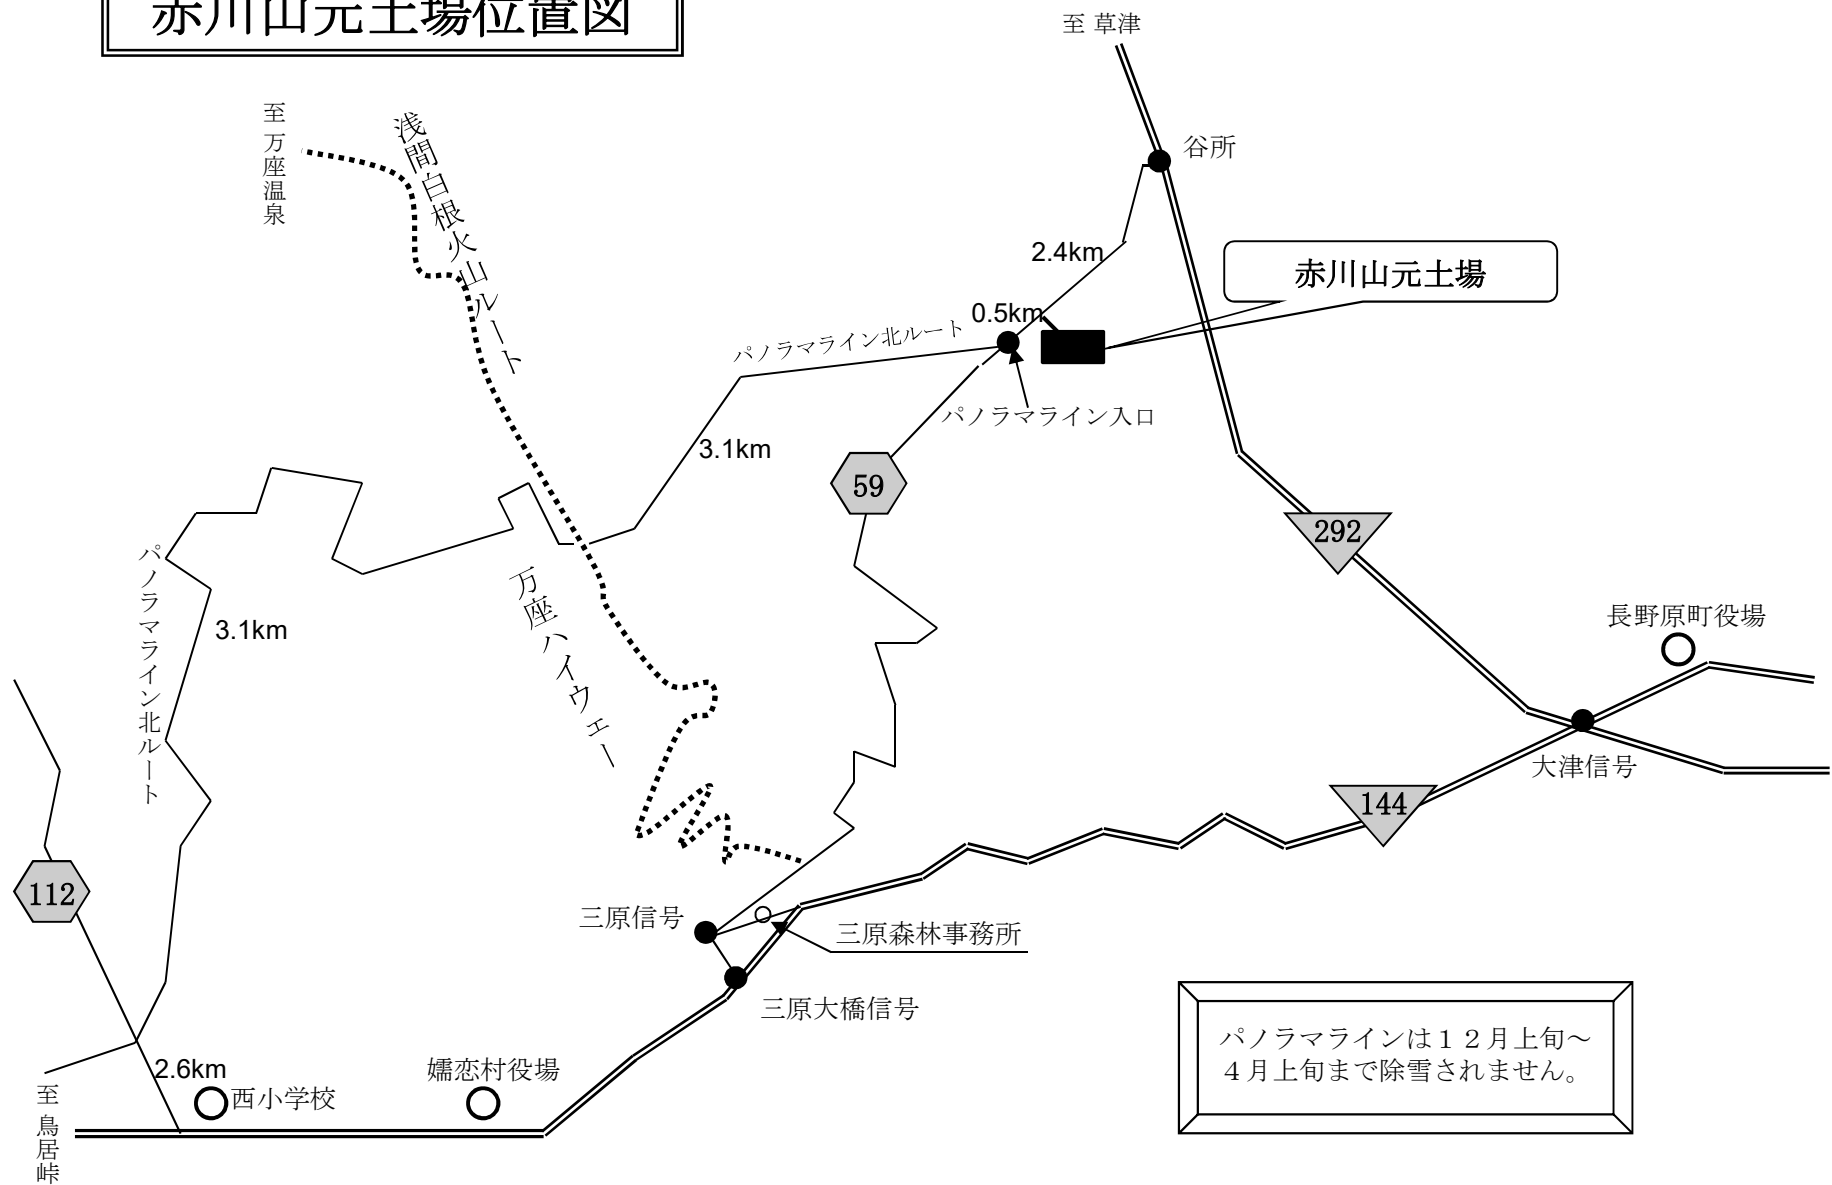 赤川山元土場位置図
至 草津
至 万座温泉
浅間白根火山ルート
谷所
2.4km
赤川山元土場
0.5km
パノラマライン北ルート
パノラマライン入口
3.1km
59
292
パノラマライン北ルート
3.1km
万座ハイウェー
長野原町役場
大津信号
144
112
三原信号
三原森林事務所
三原大橋信号
パノラマラインは１２月上旬～
４月上旬まで除雪されません。
2.6km
西小学校
嬬恋村役場
至 鳥居峠